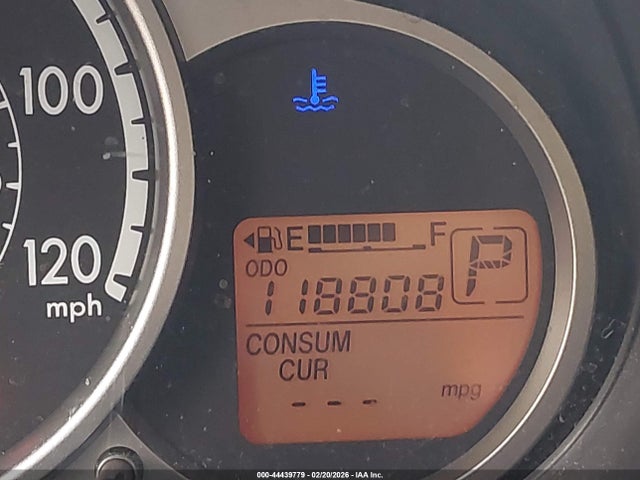 100
120
mph
E F
ODO
118808
P
CONSUM
CUR
--- mpg
000-44439779 - 02/20/2026 - IAA Inc.